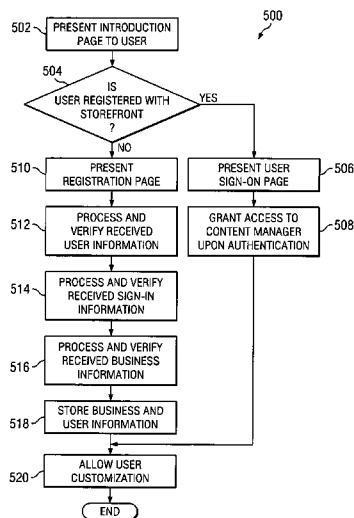 500
502
PRESENT INTRODUCTION
PAGE TO USER
504
IS
USER REGISTERED WITH
STOREFRONT
?
YES
NO
510
PRESENT
REGISTRATION PAGE
PRESENT USER
SIGN-ON PAGE
506
512
PROCESS AND
VERIFY RECEIVED
USER INFORMATION
GRANT ACCESS TO
CONTENT MANAGER
UPON AUTHENTICATION
508
514
PROCESS AND VERIFY
RECEIVED SIGN-IN
INFORMATION
516
PROCESS AND VERIFY
RECEIVED BUSINESS
INFORMATION
518
STORE BUSINESS AND
USER INFORMATION
520
ALLOW USER
CUSTOMIZATION
END